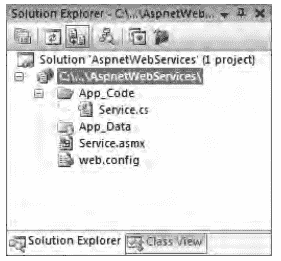 Solution Explorer - C:\...\AspnetWeb...
Solution 'AspnetWebServices' (1 project)
C:\...\AspnetWebServices\
App_Code
Service.cs
App_Data
Service.asmx
web.config
Solution Explorer
Class View